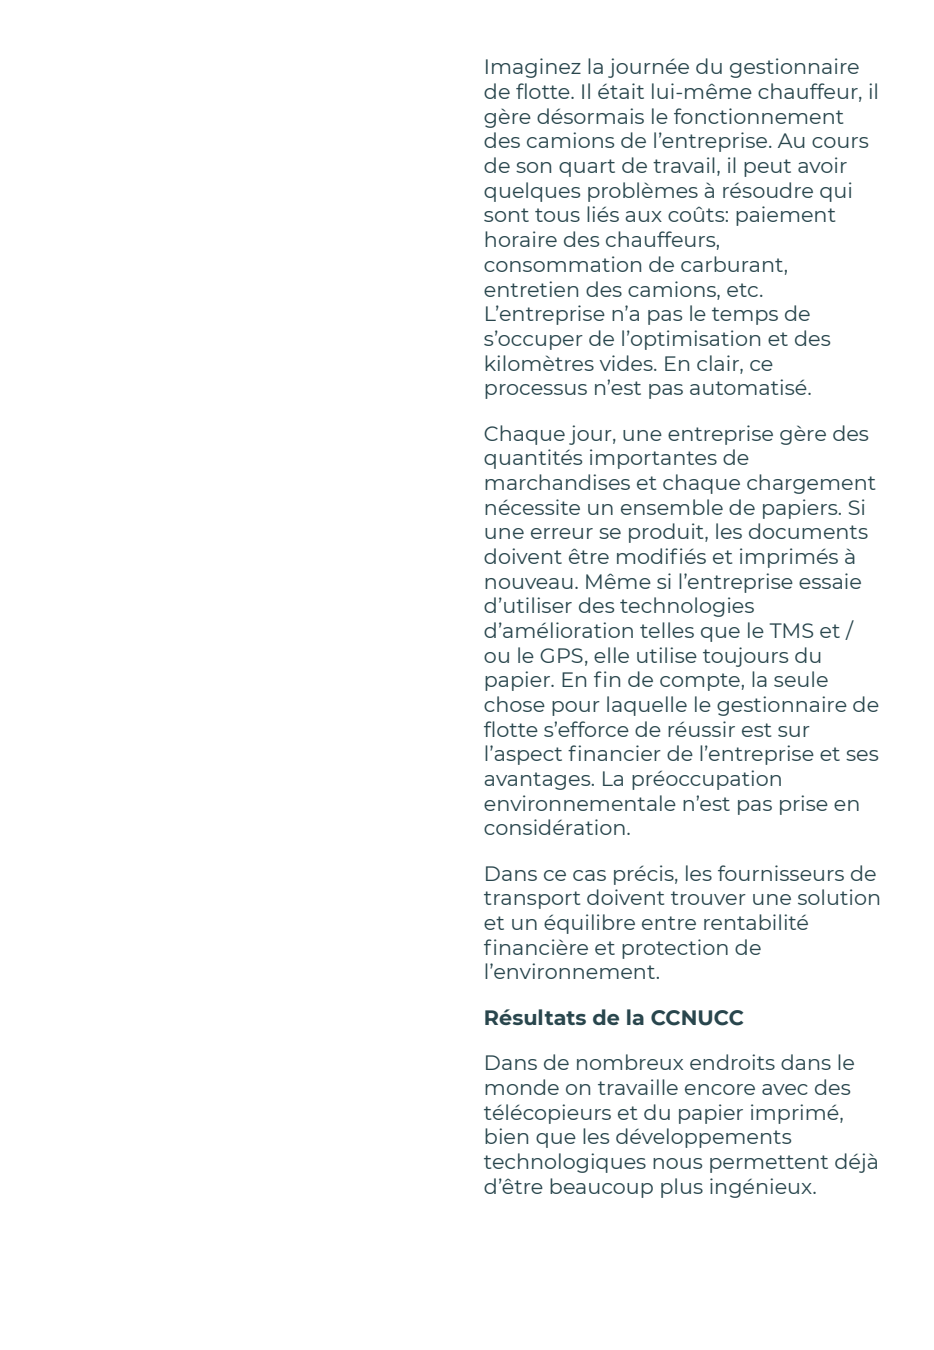 Imaginez la journée du gestionnaire
de flotte. Il était lui-même chauffeur, il
gère désormais le fonctionnement
des camions de l’entreprise. Au cours
de son quart de travail, il peut avoir
quelques problèmes à résoudre qui
sont tous liés aux coûts: paiement
horaire des chauffeurs,
consommation de carburant,
entretien des camions, etc.
L’entreprise n’a pas le temps de
s’occuper de l’optimisation et des
kilomètres vides. En clair, ce
processus n’est pas automatisé.
Chaque jour, une entreprise gère des
quantités importantes de
marchandises et chaque chargement
nécessite un ensemble de papiers. Si
une erreur se produit, les documents
doivent être modifiés et imprimés à
nouveau. Même si l’entreprise essaie
d’utiliser des technologies
d’amélioration telles que le TMS et /
ou le GPS, elle utilise toujours du
papier. En fin de compte, la seule
chose pour laquelle le gestionnaire de
flotte s’efforce de réussir est sur
l’aspect financier de l’entreprise et ses
avantages. La préoccupation
environnementale n’est pas prise en
considération.
Dans ce cas précis, les fournisseurs de
transport doivent trouver une solution
et un équilibre entre rentabilité
financière et protection de
l’environnement.
Résultats de la CCNUCC
Dans de nombreux endroits dans le
monde on travaille encore avec des
télécopieurs et du papier imprimé,
bien que les développements
technologiques nous permettent déjà
d’être beaucoup plus ingénieux.